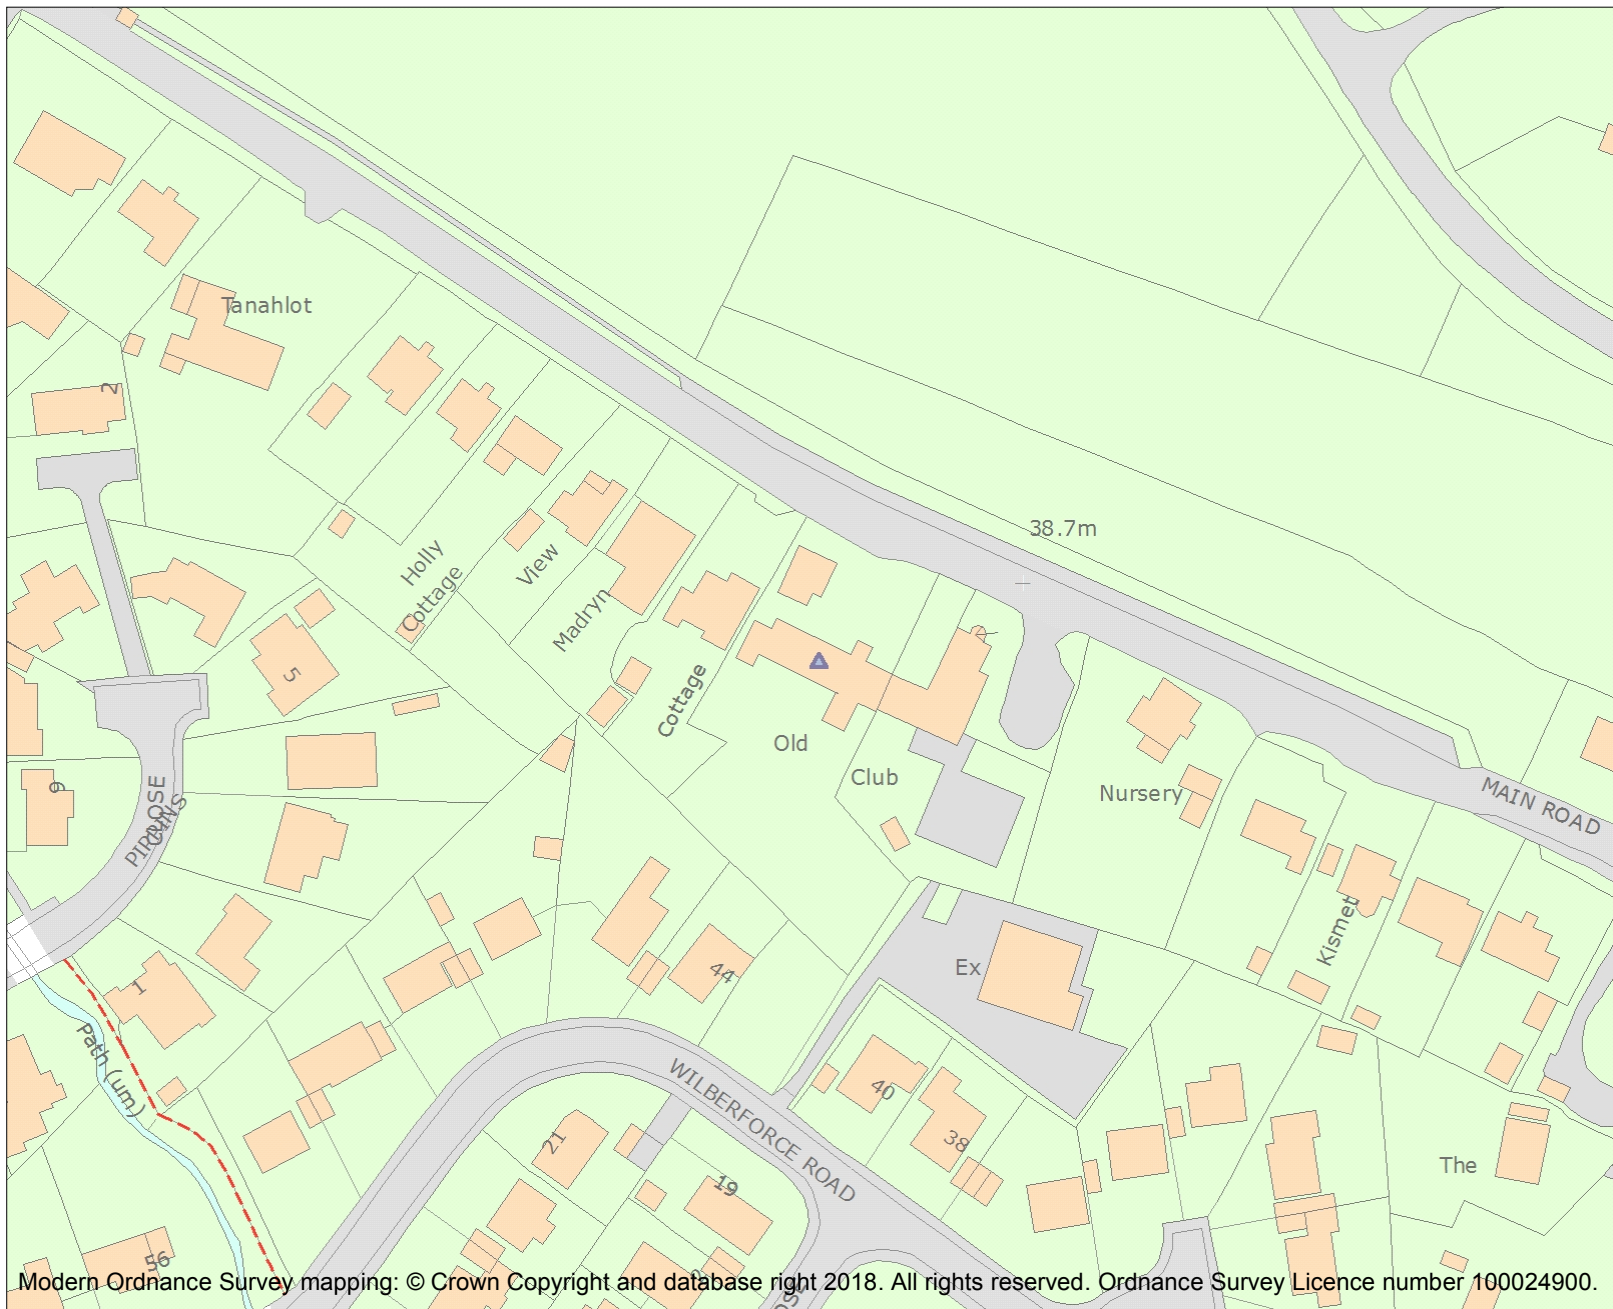 Tanahlot
2
38.7m
Holly
Cottage
View
Madryn
5
Cottage
Old
Club
Nursery
MAIN ROAD
9
PIPPINS
Kismet
Ex
44
1
Path (um)
WILBERFORCE ROAD
40
38
21
19
The
56
Modern Ordnance Survey mapping: © Crown Copyright and database right 2018. All rights reserved. Ordnance Survey Licence number 100024900.